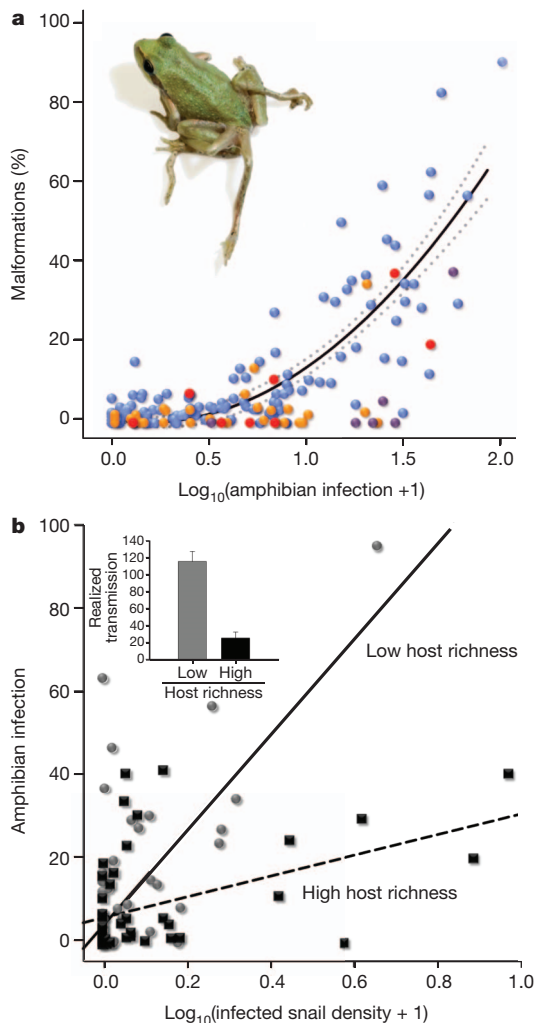 a
100
80
60
40
20
0
Malformations (%)
0.0 0.5 1.0 1.5 2.0
Log10(amphibian infection +1)
b
100
80
60
40
20
0
Amphibian infection
140
120
100
80
60
40
20
0
Realized
transmission
Low High
Host richness
Low host richness
High host richness
0.0 0.2 0.4 0.6 0.8 1.0
Log10(infected snail density + 1)